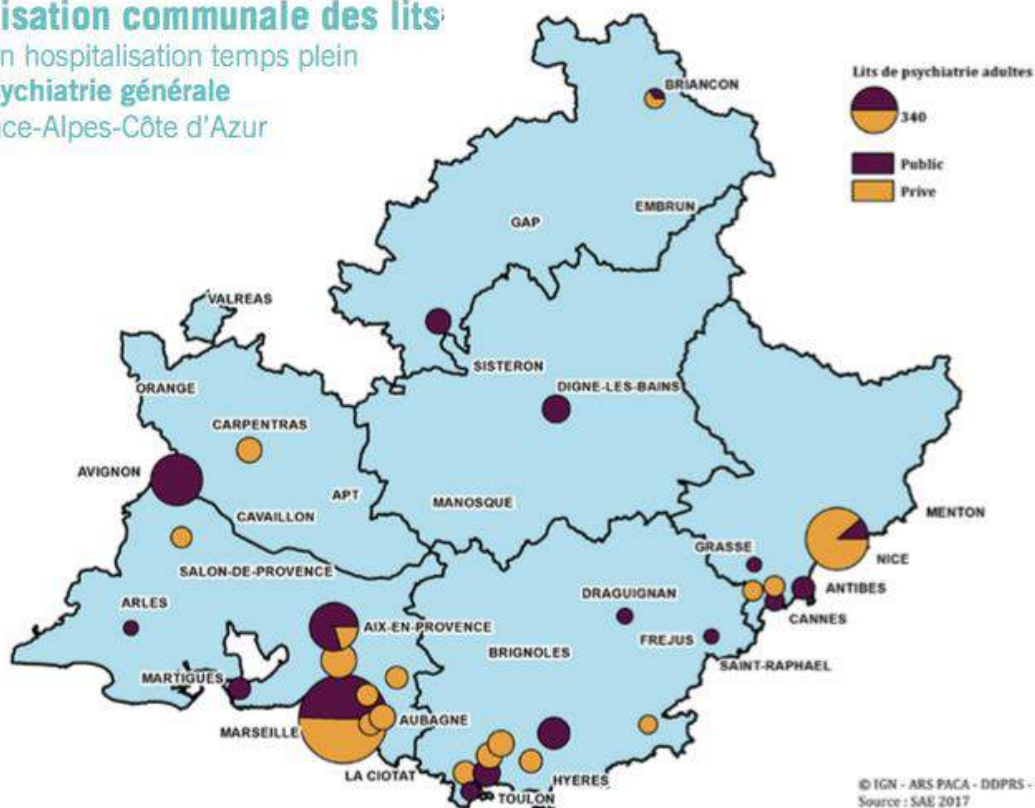 isation communale des lits
n hospitalisation temps plein
ychiatrie générale
nce-Alpes-Côte d'Azur
Lits de psychiatrie adultes
340
Public
Prive
BRIANCON
EMBRUN
GAP
VALREAS
SISTERON
ORANGE
DIGNE-LES-BAINS
CARPENTRAS
AVIGNON
APT
MANOSQUE
CAVAILLON
MENTON
GRASSE
NICE
SALON-DE-PROVENCE
ANTIBES
DRAGUIGNAN
ARLES
CANNES
AIX-EN-PROVENCE
FREJUS
BRIGNOLES
SAINT-RAPHAEL
MARTIGUES
AUBAGNE
MARSEILLE
LA CIOTAT
HYERES
TOULON
© IGN - ARS PACA - DDPRS -
Source : SAE 2017